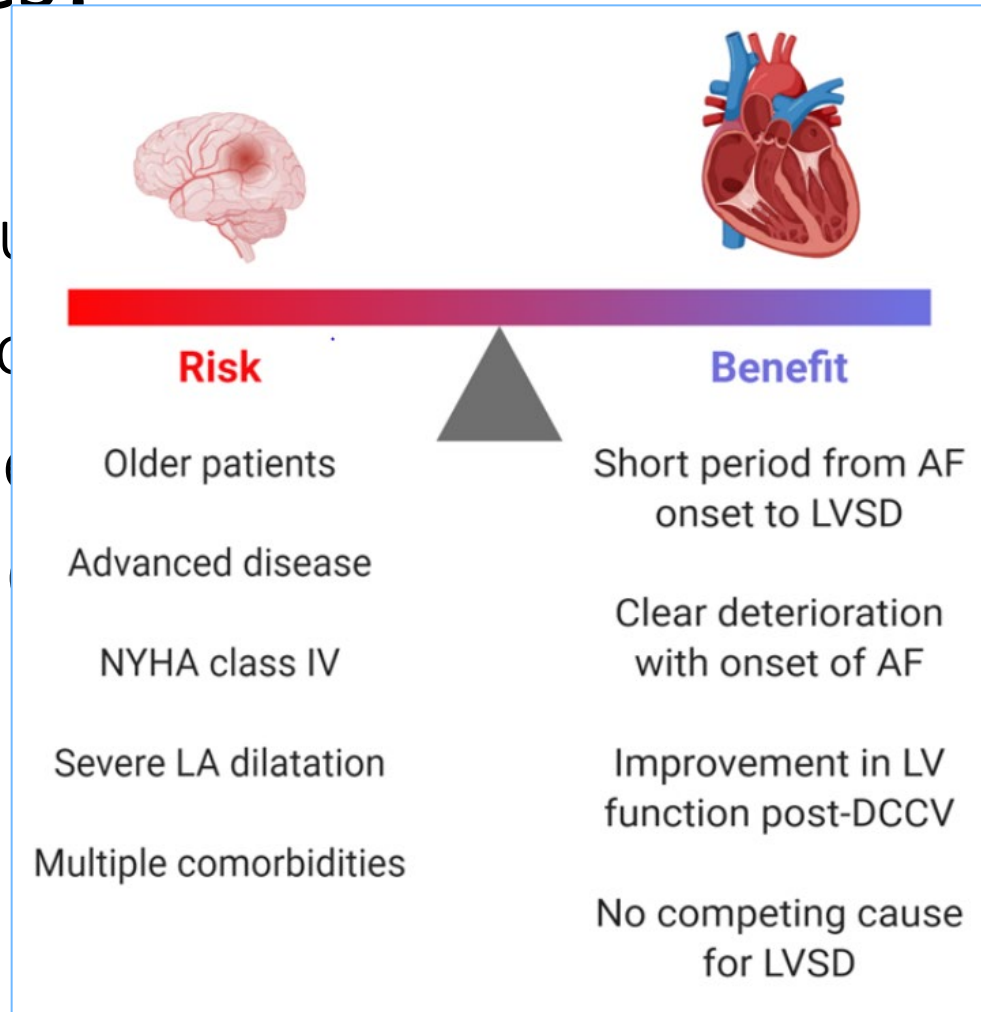 Risk
Older patients
Advanced disease
NYHA class IV
Severe LA dilatation
Multiple comorbidities
Benefit
Short period from AF
onset to LVSD
Clear deterioration
with onset of AF
Improvement in LV
function post-DCCV
No competing cause
for LVSD